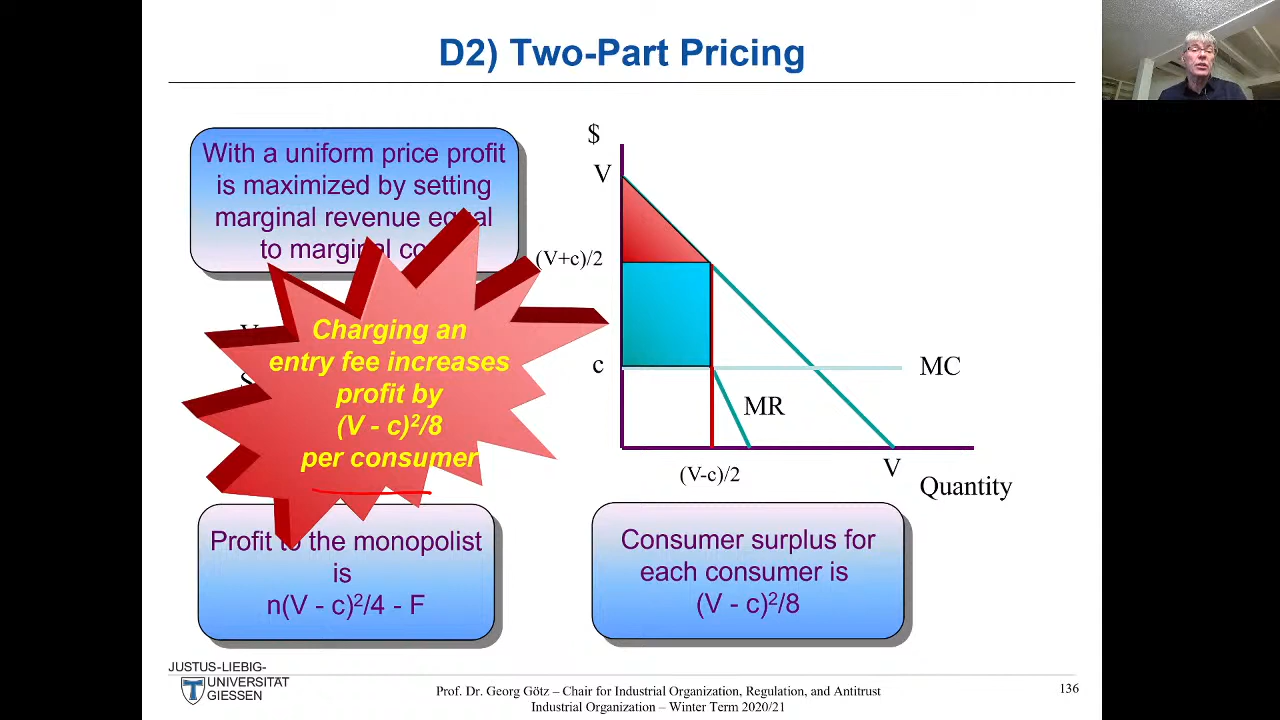 D2) Two-Part Pricing
With a uniform price profit
is maximized by setting
marginal revenue equal
to marginal
Charging an
entry fee increases
profit by
(V - c)²/8
per consumer
Profit to the monopolist
is
n(V - c)²/4 - F
$
V
(V+c)/2
c
MC
MR
(V-c)/2
V
Quantity
Consumer surplus for
each consumer is
(V - c)²/8
JUSTUS-LIEBIG-
UNIVERSITÄT
GIESSEN
Prof. Dr. Georg Götz – Chair for Industrial Organization, Regulation, and Antitrust
Industrial Organization – Winter Term 2020/21
136